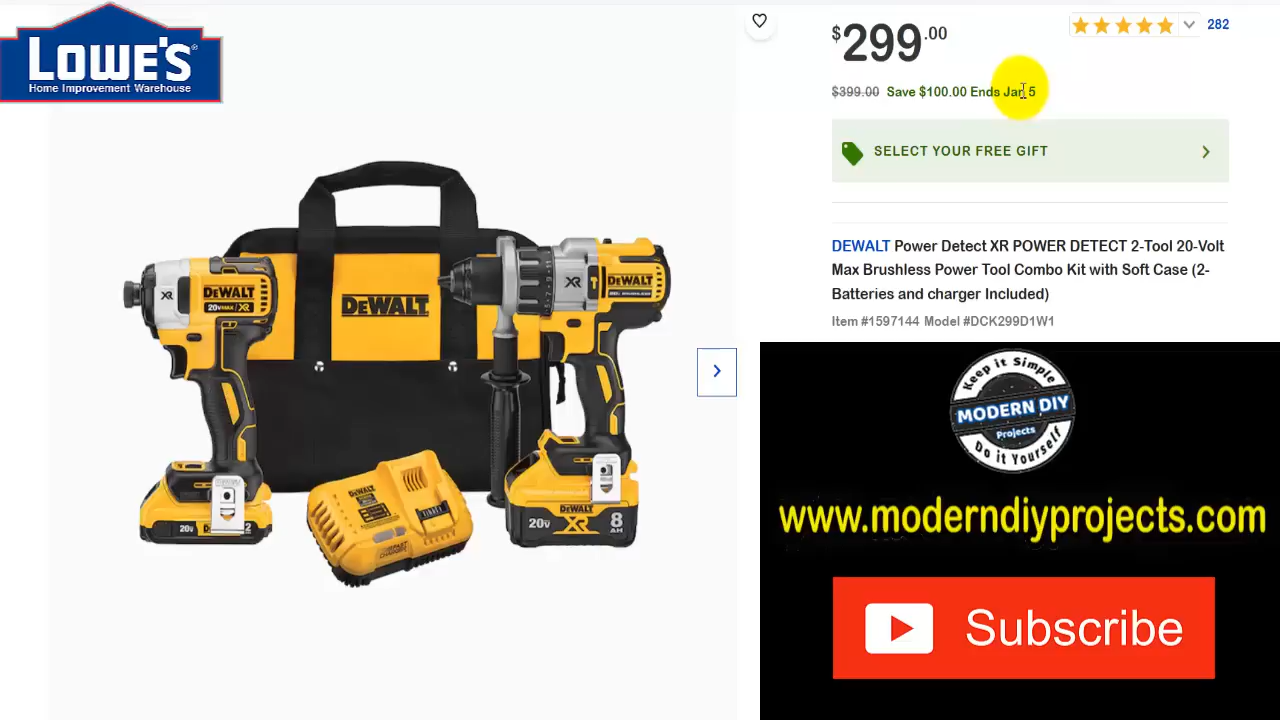 LOWE'S
Home Improvement Warehouse
$299.00
282
$399.00 Save $100.00 Ends Jan 5
SELECT YOUR FREE GIFT
DEWALT Power Detect XR POWER DETECT 2-Tool 20-Volt
Max Brushless Power Tool Combo Kit with Soft Case (2-
Batteries and charger Included)
Item #1597144 Model #DCK299D1W1
DEWALT
XR
DEWALT
20V MAX XR
XR
DEWALT
20V
2
DEWALT
DEWALT
20V XR 8 AH
Keep it Simple
MODERN DIY
Projects
Do it Yourself
www.moderndiyprojects.com
Subscribe